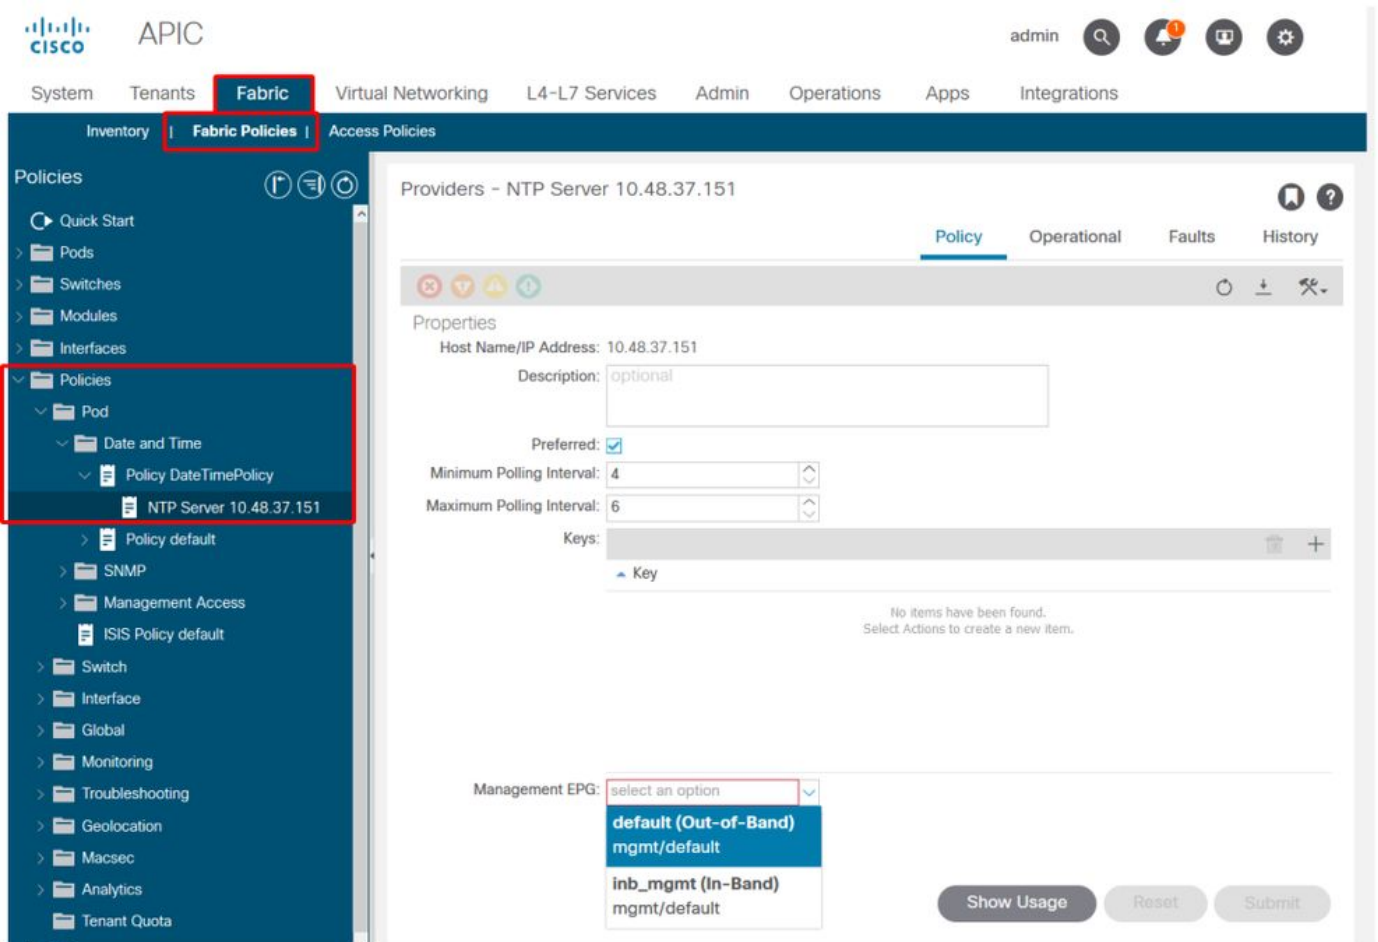 CISCO APIC admin 1
System Tenants Fabric Virtual Networking L4-L7 Services Admin Operations Apps Integrations
Inventory | Fabric Policies | Access Policies
Policies
Quick Start
Pods
Switches
Modules
Interfaces
Policies
Pod
Date and Time
Policy DateTimePolicy
NTP Server 10.48.37.151
Policy default
SNMP
Management Access
ISIS Policy default
Switch
Interface
Global
Monitoring
Troubleshooting
Geolocation
Macsec
Analytics
Tenant Quota
Providers - NTP Server 10.48.37.151
Policy Operational Faults History
Properties
Host Name/IP Address: 10.48.37.151
Description: optional
Preferred:
Minimum Polling Interval: 4
Maximum Polling Interval: 6
Keys:
Key
No items have been found.
Select Actions to create a new item.
Management EPG: select an option
default (Out-of-Band)
mgmt/default
inb_mgmt (In-Band)
mgmt/default
Show Usage Reset Submit